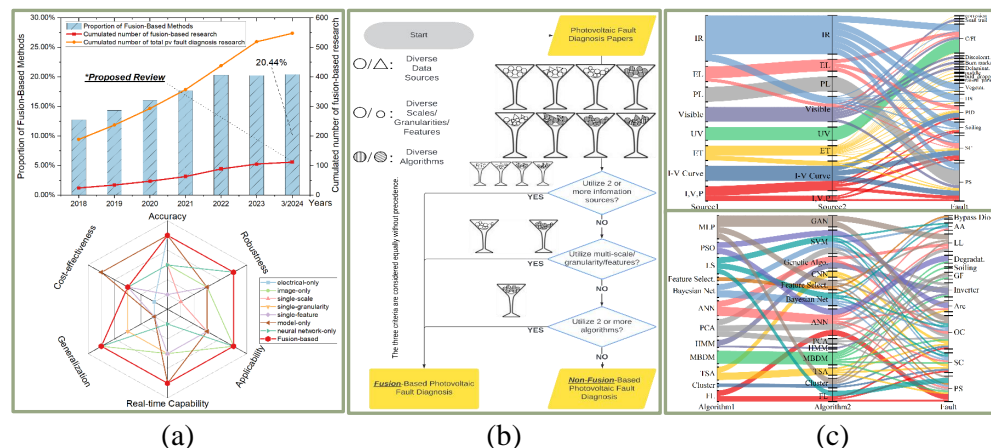 Proportion of Fusion-Based Methods
Cumulated number of fusion-based research
Cumulated number of total pv fault diagnosis research
*Proposed Review
20.44%
Proportion of Fusion-Based Methods
30.00%
25.00%
20.00%
15.00%
10.00%
5.00%
0.00%
600
500
400
300
200
100
0
Cumulated number of fusion-based research
2018 2019 2020 2021 2022 2023 3/2024 Years
Accuracy
Robustness
Applicability
Real-time Capability
Generalization
Cost-effectiveness
electrical-only
image-only
single-scale
single-granularity
single-feature
model-only
neural network-only
Fusion-based
(a)
Start
Photovoltaic Fault
Diagnosis Papers
Diverse
Data
Sources
Diverse
Scales/
Granularities/
Features
Diverse
Algorithms
The three criteria are considered equally without precedence.
Utilize 2 or
more infomation
sources?
YES
NO
Utilize multi-scale/
granularity/features?
YES
NO
Utilize 2 or more
algorithms?
YES
NO
Fusion-Based Photovoltaic
Fault Diagnosis
Non-Fusion-Based
Photovoltaic Fault
Diagnosis
(b)
IR
EL
PL
Visible
UV
ET
I-V Curve
I,V,P
Source1
IR
EL
PL
Visible
UV
ET
I-V Curve
I,V,P
Source2
Snail trail
Discolorat.
PID
Soiling
SC
PS
Fault
MLP
PSO
LS
Feature Select.
Bayesian Net
ANN
PCA
HMM
MBDM
TSA
Cluster
FL
Algorithm1
GAN
SVM
Genetic Algo.
CNN
Feature Select.
Bayesian Net
ANN
PCA
HMM
MBDM
TSA
Cluster
FL
Algorithm2
Bypass Dio
AA
LL
Degradat.
Soiling
GF
Inverter
Arc
OC
SC
PS
Fault
(c)